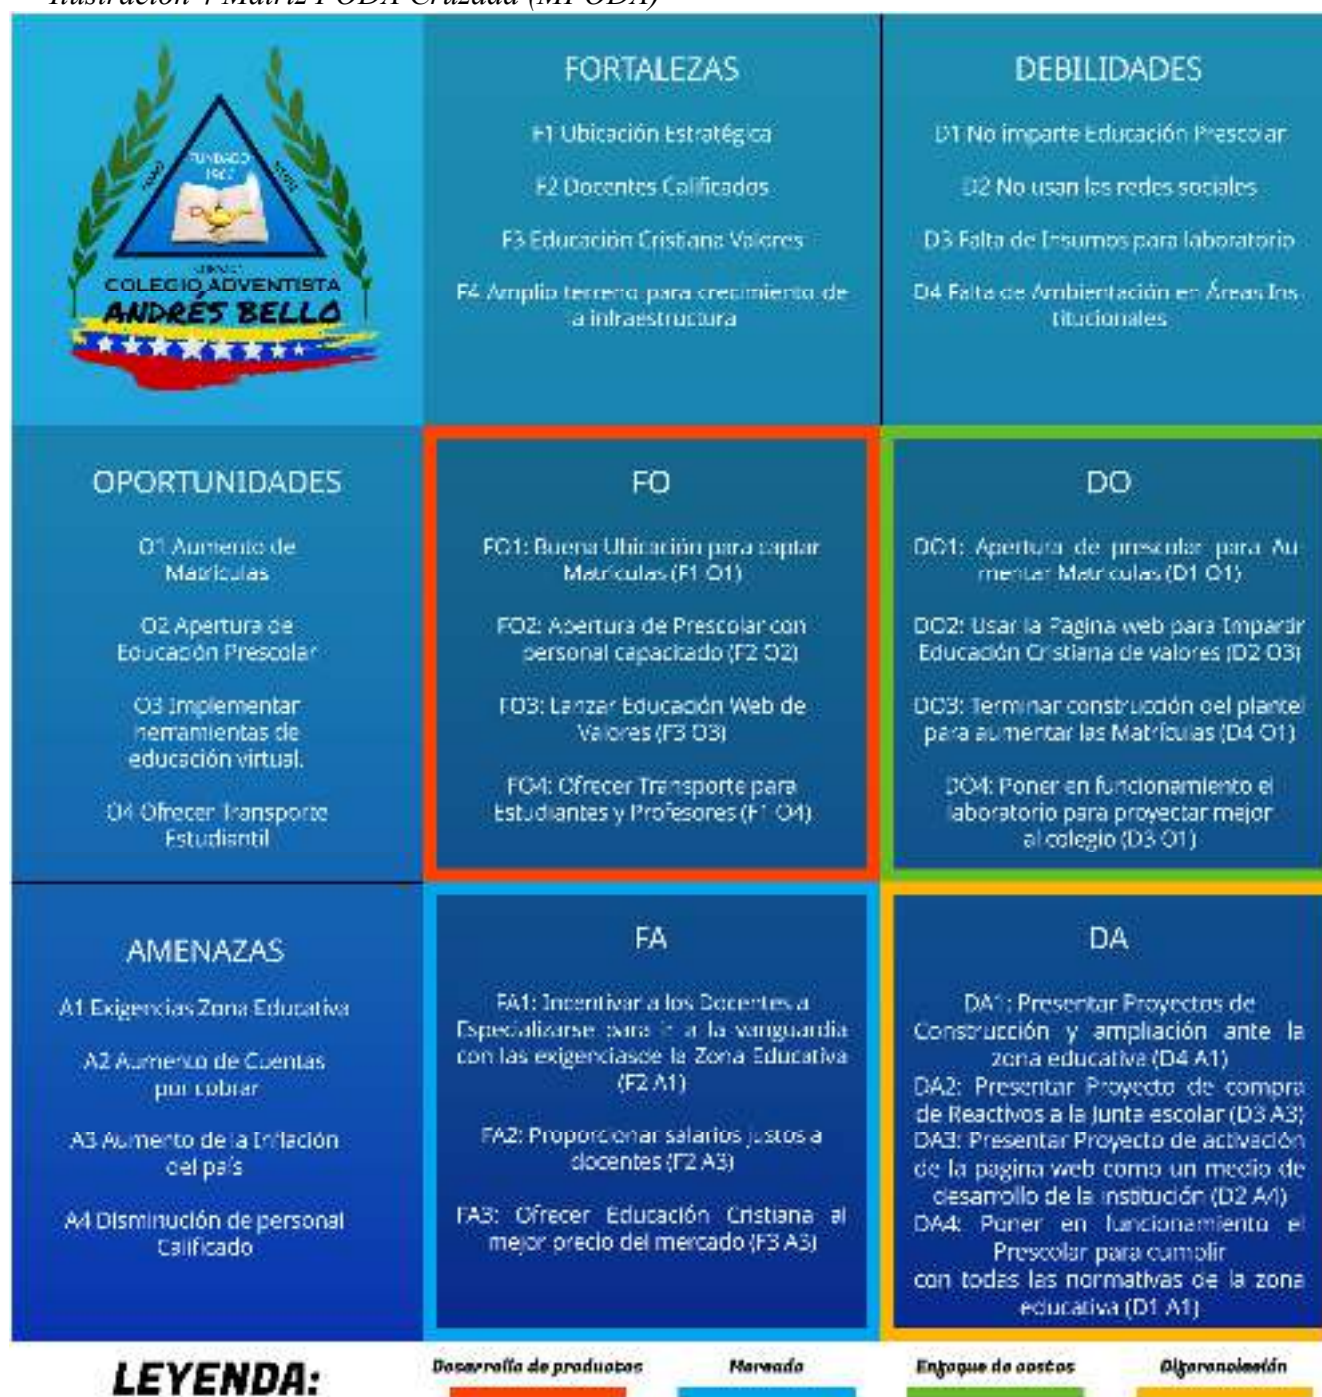 Ilustración 4 Matriz FODA Cruzada (MFODA)
FUNDADO
COLEGIO ADVENTISTA
ANDRÉS BELLO
FORTALEZAS
F1 Ubicación Estratégica
F2 Docentes Calificados
F3 Educación Cristiana Valores
F4 Amplio terreno para crecimiento de
a infraestructura
DEBILIDADES
D1 No imparte Educación Prescolar
D2 No usan las redes sociales
D3 Falta de Insumos para laboratorio
D4 Falta de Ambientación en Áreas Ins-
titucionales
OPORTUNIDADES
O1 Aumento de
Matrículas
O2 Apertura de
Educación Prescolar
O3 Implementar
herramientas de
educación virtual.
O4 Ofrecer Transporte
Estudiantil
FO
FO1: Buena Ubicación para captar
Matriculas (F1 O1)
FO2: Apertura de Prescolar con
personal capacitado (F2 O2)
FO3: Lanzar Educación Web de
Valores (F3 O3)
FO4: Ofrecer Transporte para
Estudiantes y Profesores (F1 O4)
DO
DO1: Apertura de prescolar para Au-
mentar Matriculas (D1 O1)
DO2: Usar la Pagina web para Impartir
Educación Cristiana de valores (D2 O3)
DO3: Terminar construcción del plantel
para aumentar las Matrículas (D4 O1)
DO4: Poner en funcionamiento el
laboratorio para proyectar mejor
al colegio (D3 O1)
AMENAZAS
A1 Exigencias Zona Educativa
A2 Aumento de Cuentas
por cobrar
A3 Aumento de la Inflación
del país
A4 Disminución de personal
Calificado
FA
FA1: Incentivar a los Docentes a
Especializarse para ir a la vanguardia
con las exigenciasde la Zona Educativa
(F2 A1)
FA2: Proporcionar salarios justos a
docentes (F2 A3)
FA3: Ofrecer Educación Cristiana al
mejor precio del mercado (F3 A3)
DA
DA1: Presentar Proyectos de
Construcción y ampliación ante la
zona educativa (D4 A1)
DA2: Presentar Proyecto de compra
de Reactivos a la Junta escolar (D3 A3)
DA3: Presentar Proyecto de activación
de la pagina web como un medio de
desarrollo de la institución (D2 A4)
DA4: Poner en funcionamiento el
Prescolar para cumplir
con todas las normativas de la zona
educativa (D1 A1)
LEYENDA:
Desarrollo de productos
Mercado
Enfoque de costos
Diferenciación